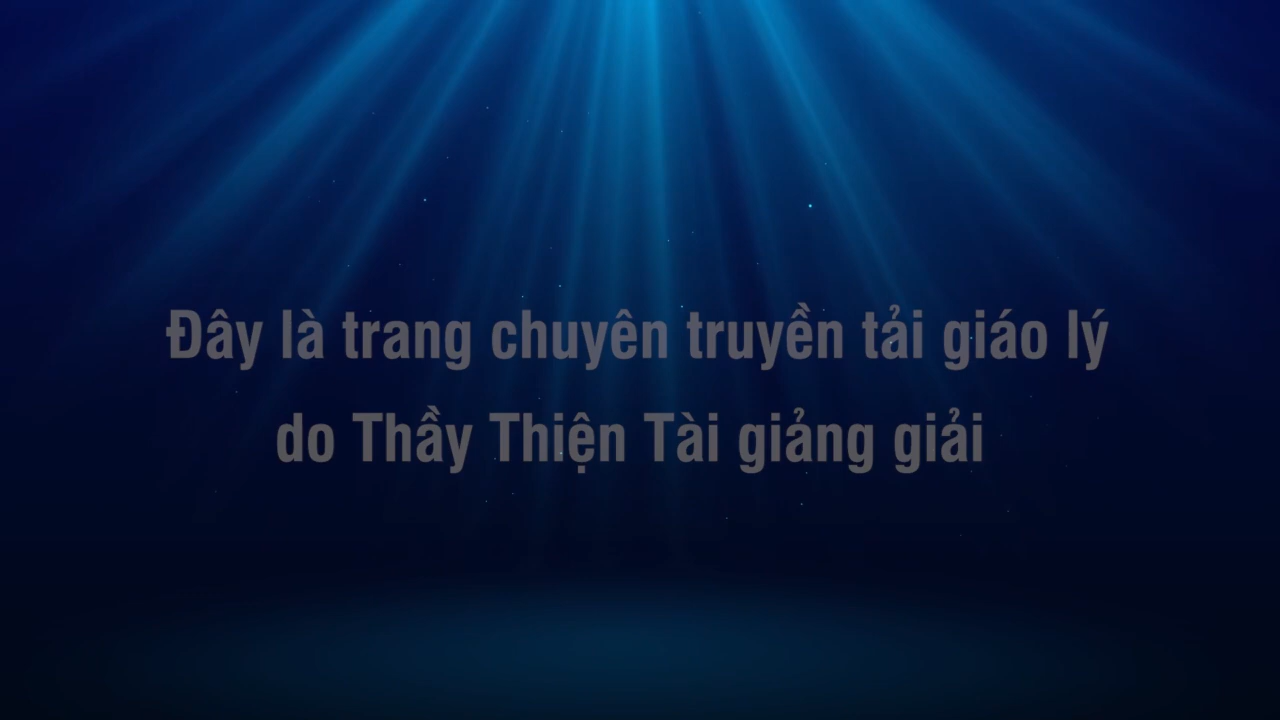 Đây là trang chuyên truyền tải giáo lý
do Thầy Thiện Tài giảng giải